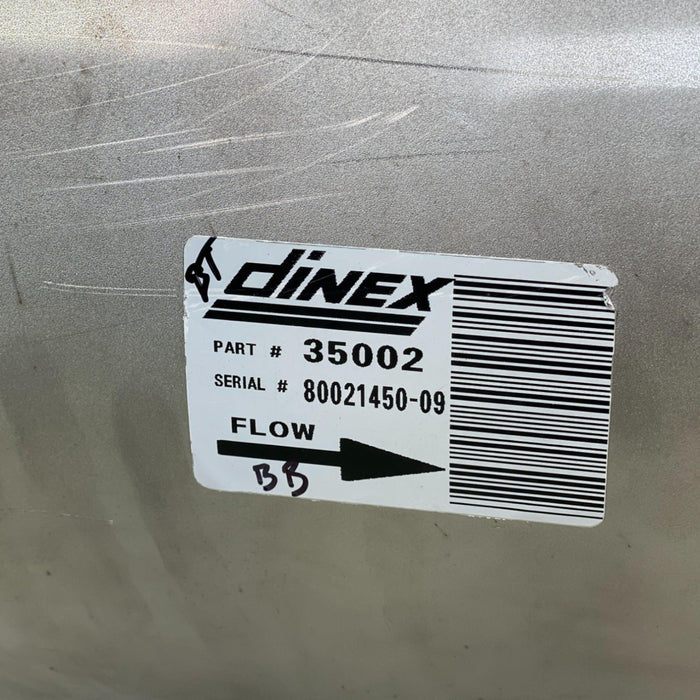 BT
DINEX
PART # 35002
SERIAL # 80021450-09
FLOW
BB